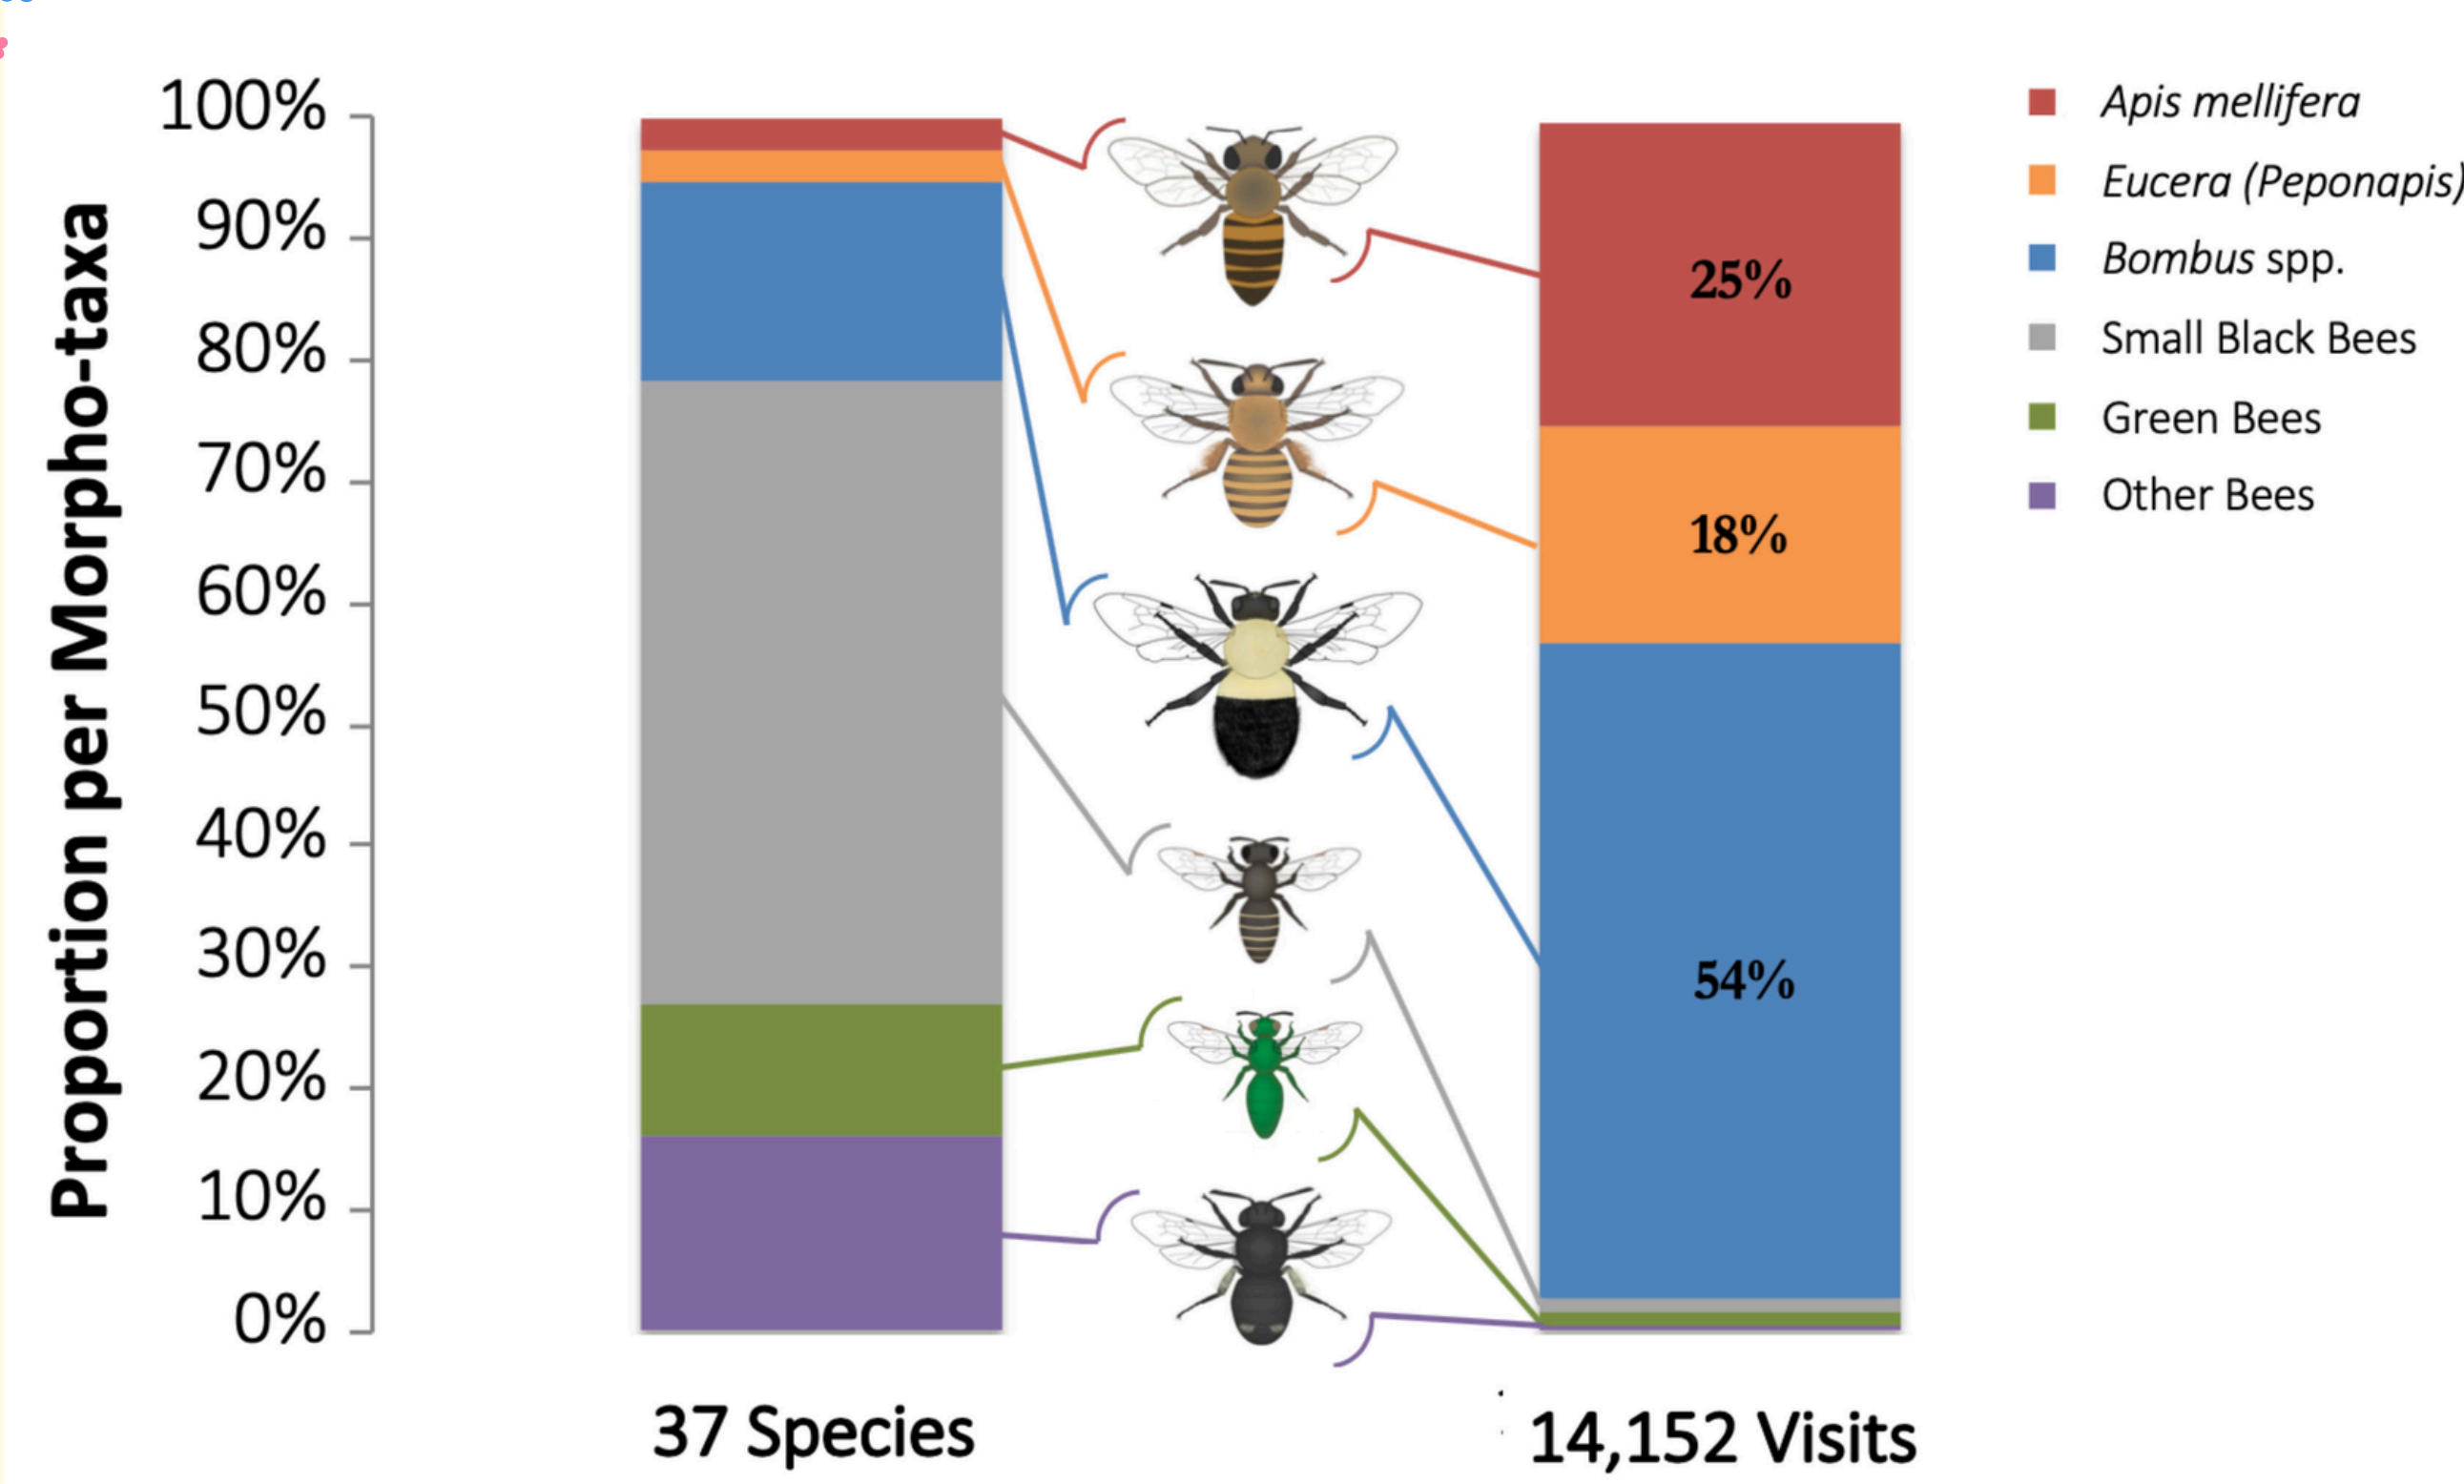 Proportion per Morpho-taxa
100%
90%
80%
70%
60%
50%
40%
30%
20%
10%
0%
25%
18%
54%
37 Species
14,152 Visits
Apis mellifera
Eucera (Peponapis)
Bombus spp.
Small Black Bees
Green Bees
Other Bees